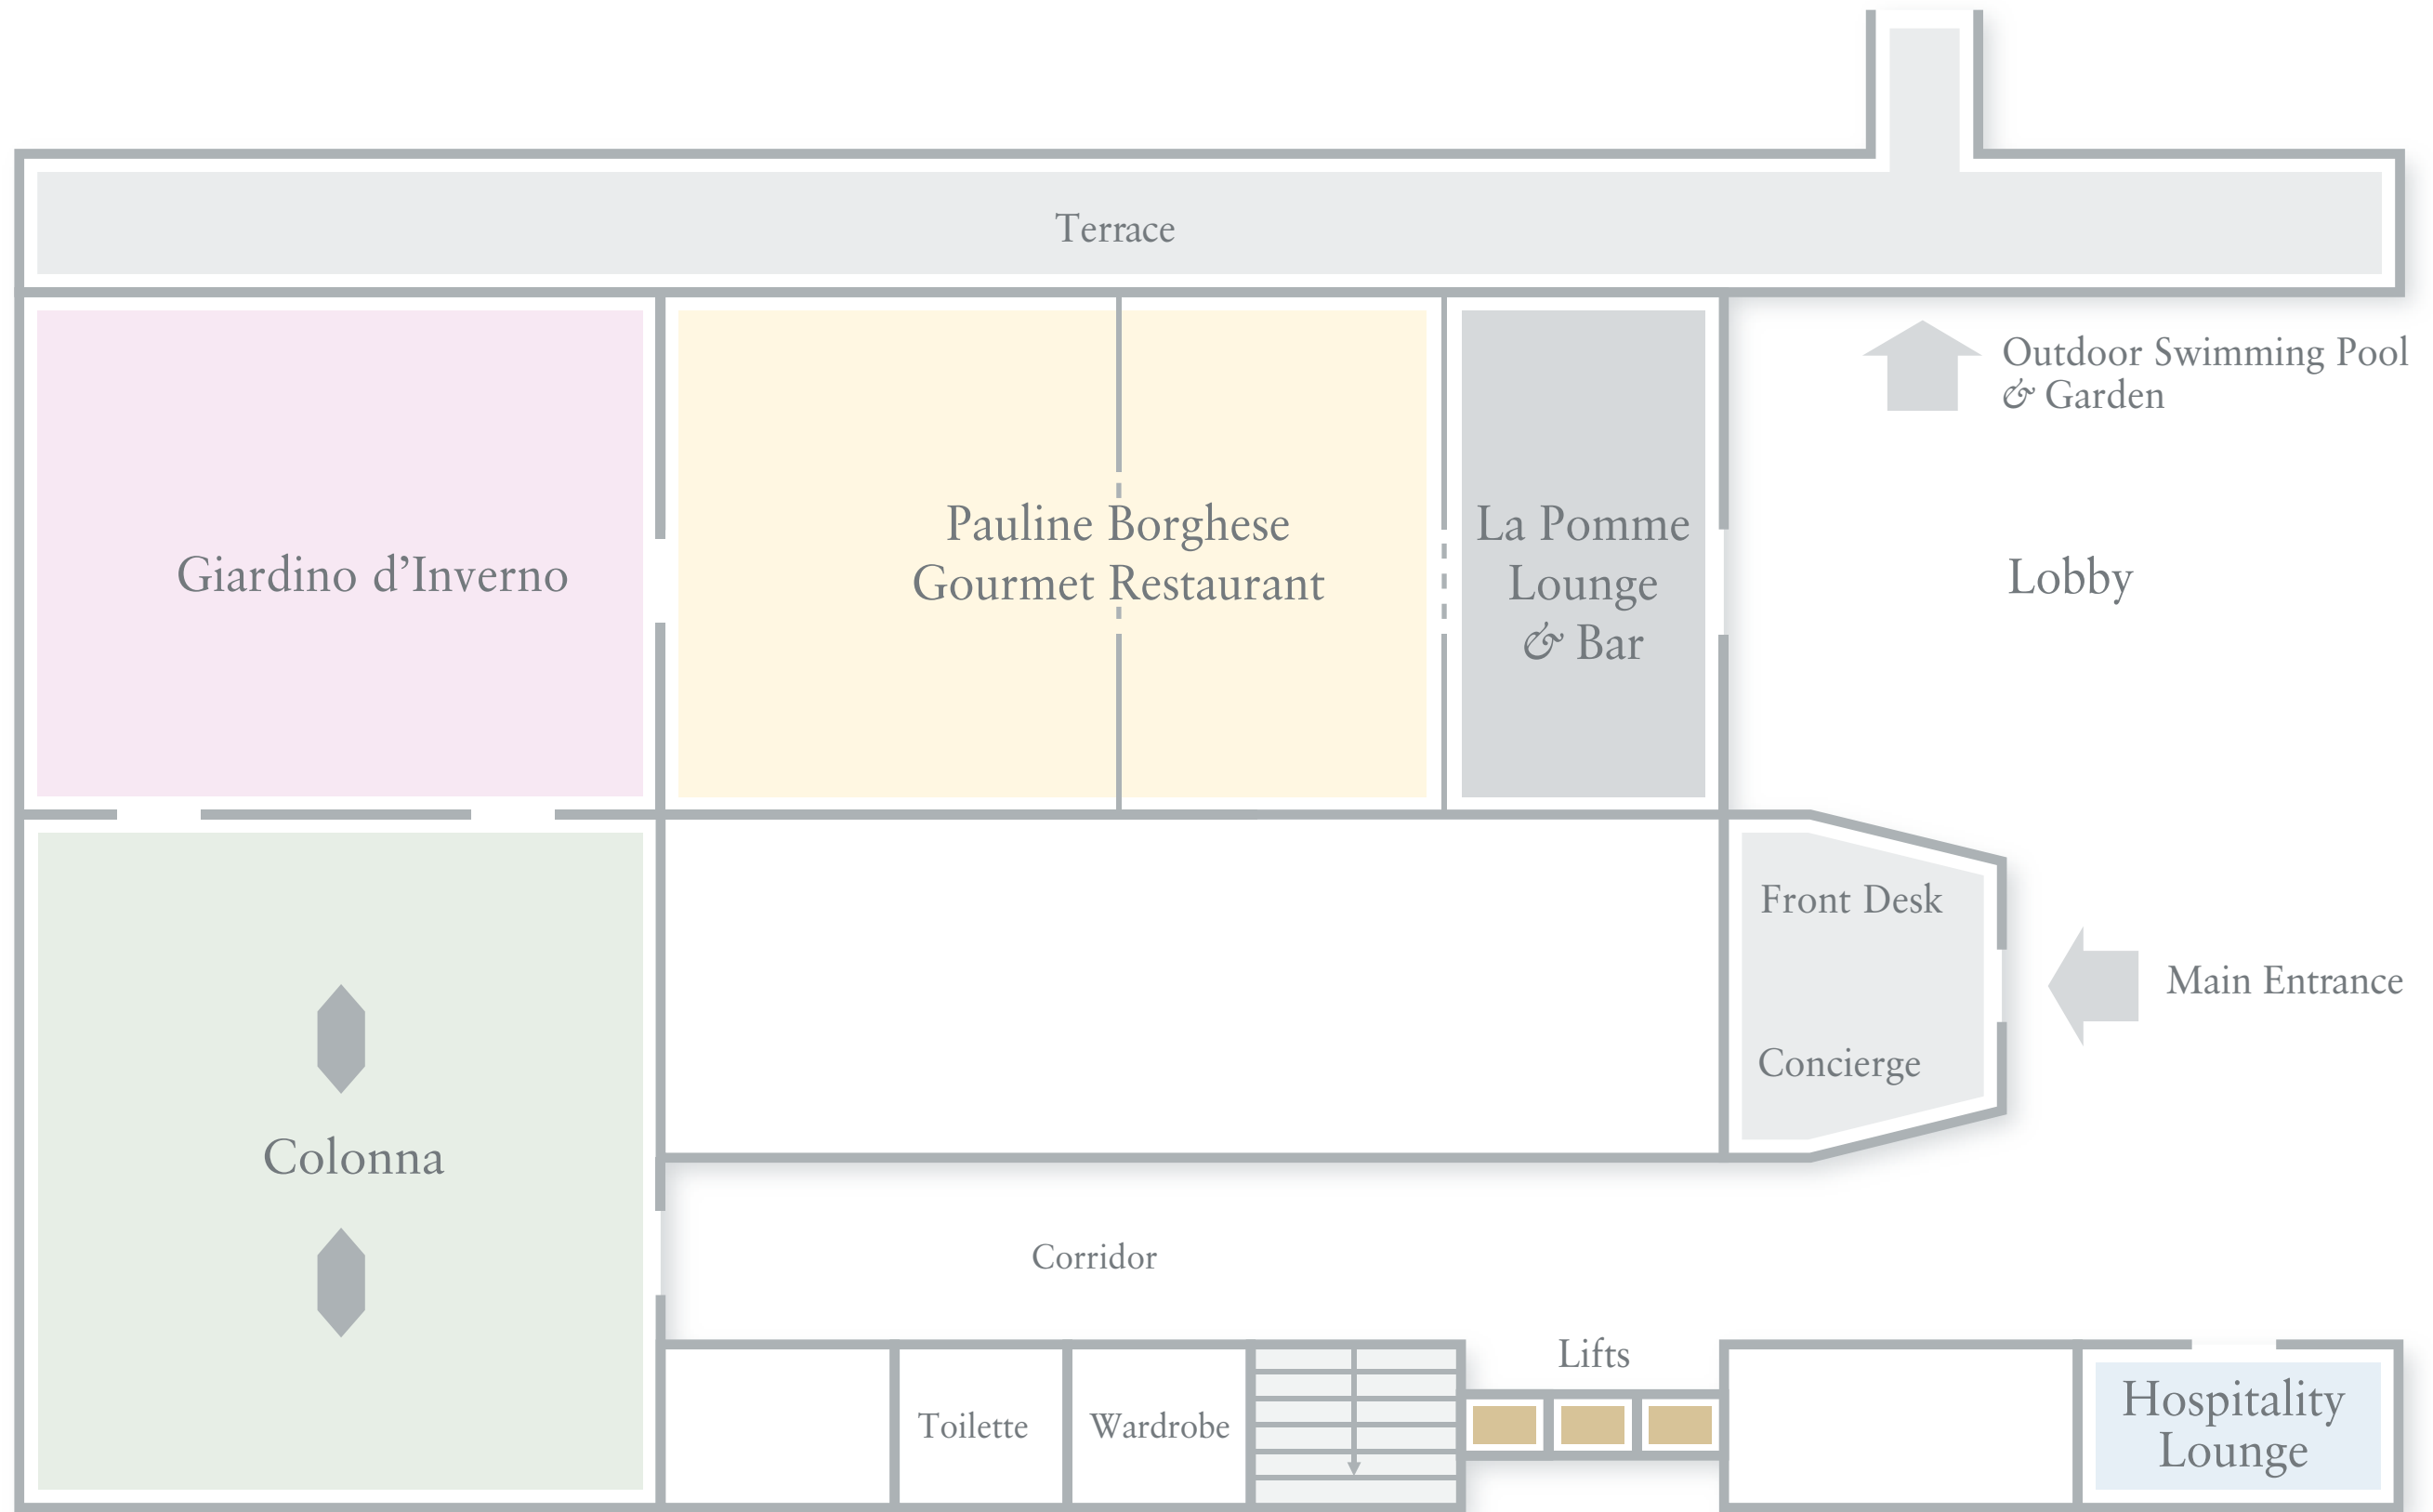 Terrace
Outdoor Swimming Pool
& Garden
Giardino d’Inverno
Pauline Borghese
Gourmet Restaurant
La Pomme
Lounge
& Bar
Lobby
Front Desk
Concierge
Main Entrance
Colonna
Corridor
Lifts
Toilette
Wardrobe
Hospitality
Lounge